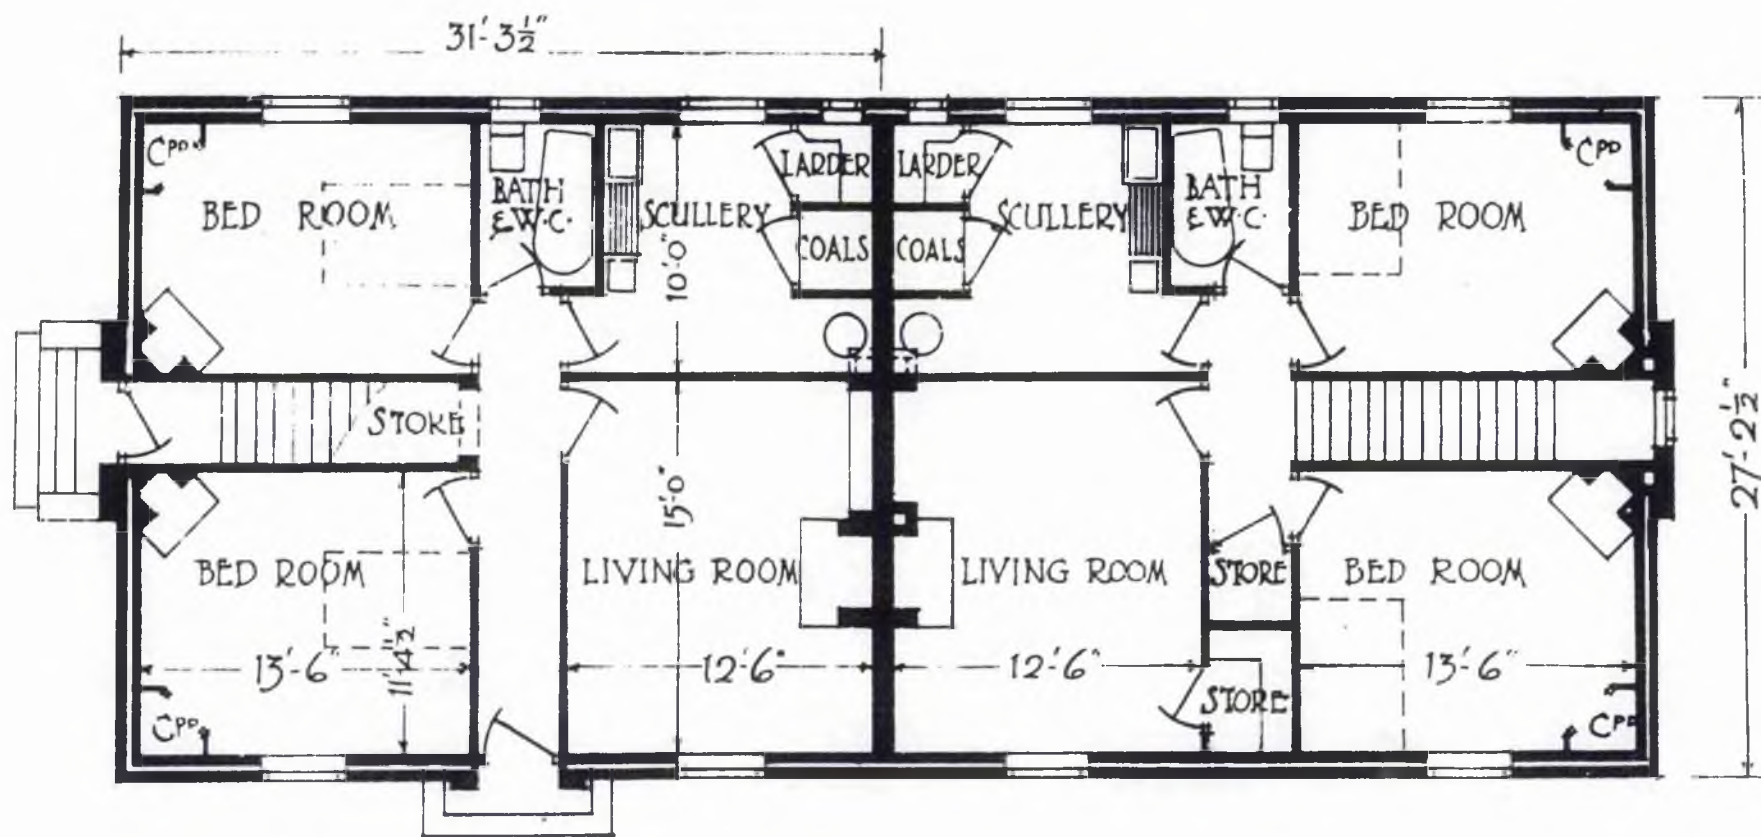 31'-3½"
CPD
BED ROOM
BATH
& W.C.
SCULLERY
10'-0"
LARDER
COALS
LARDER
COALS
SCULLERY
BATH
& W.C.
BED ROOM
CPD
STORE
27'-2½"
BED ROOM
13'-6"
11'-4½"
CPD
15'-0"
LIVING ROOM
12'-6"
LIVING ROOM
12'-6"
STORE
STORE
BED ROOM
13'-6"
CPD